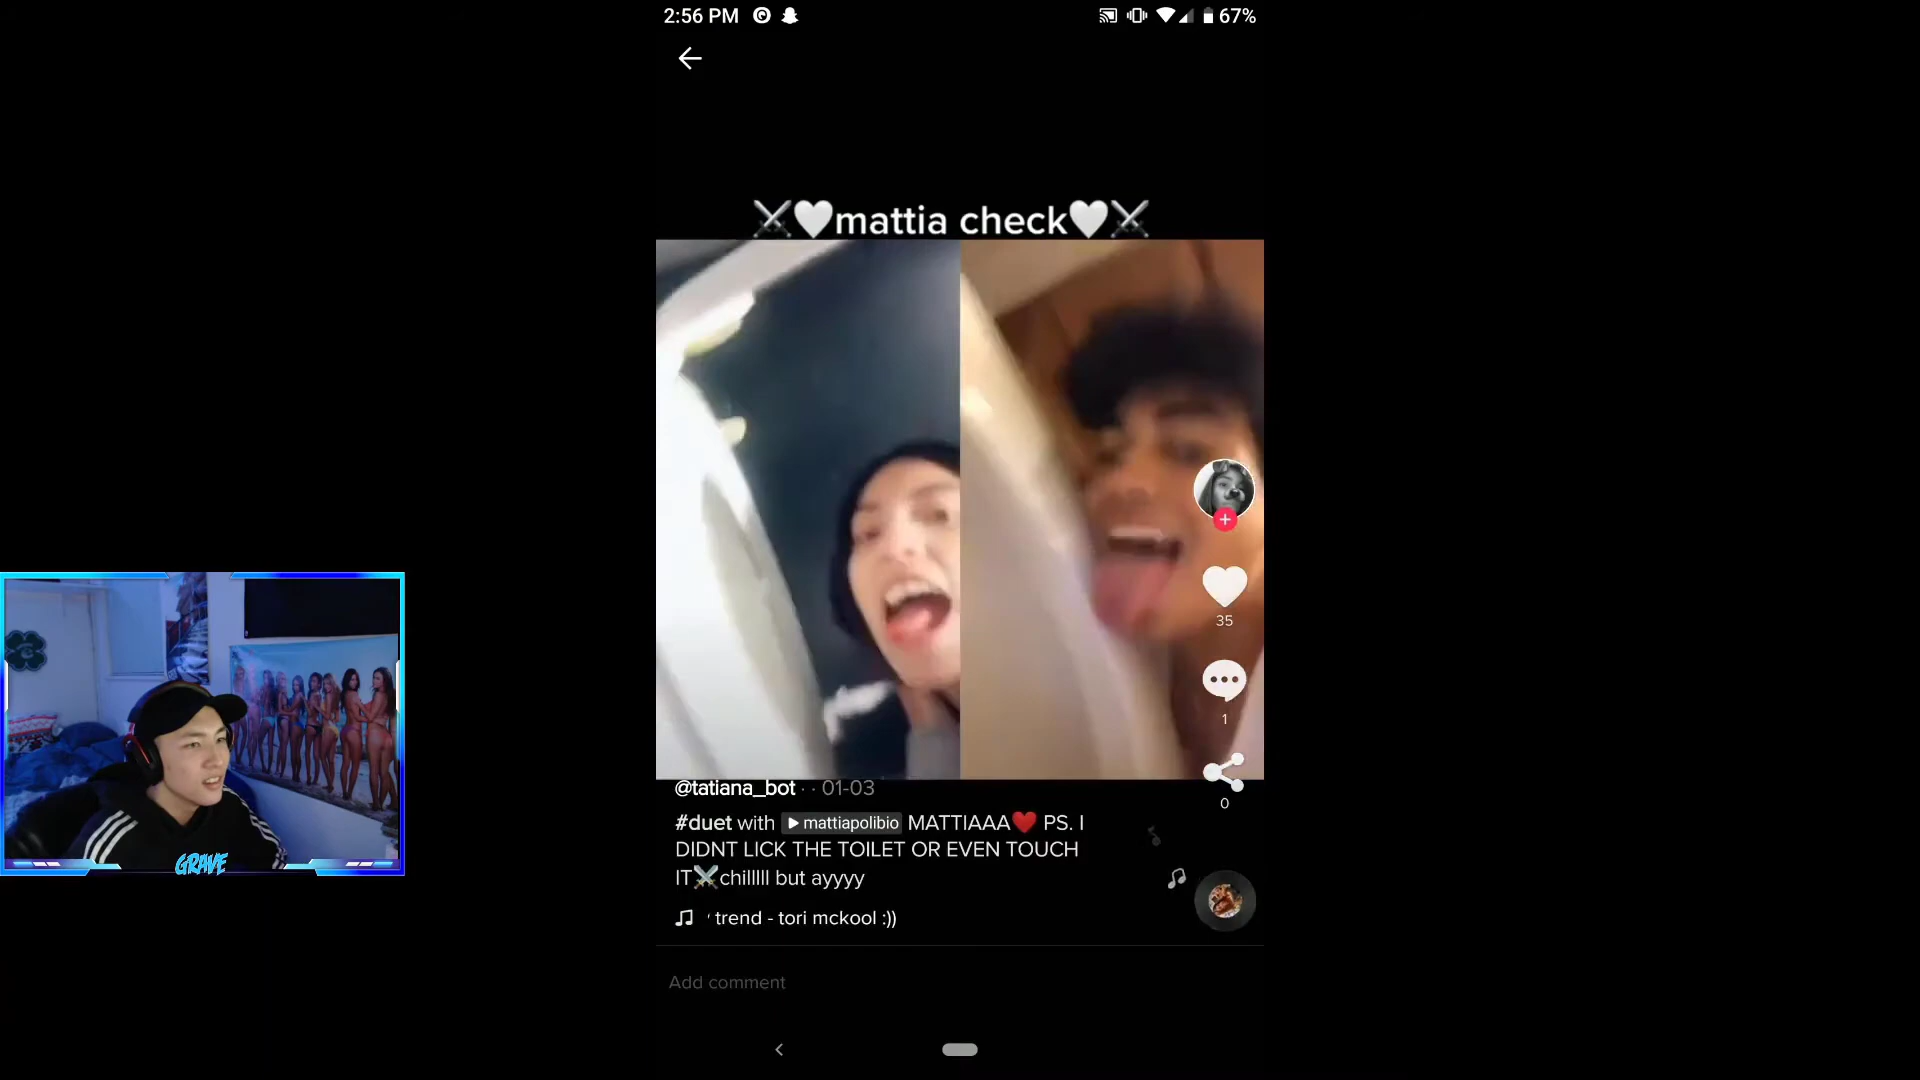 2:56 PM
67%
⚔🤍mattia check🤍⚔
35
1
0
@tatiana_bot · · 01-03
#duet with ▶ mattiapolibio MATTIAAA❤️ PS. I
DIDNT LICK THE TOILET OR EVEN TOUCH
IT⚔chilllll but ayyyy
trend - tori mckool :))
Add comment
GRAVE